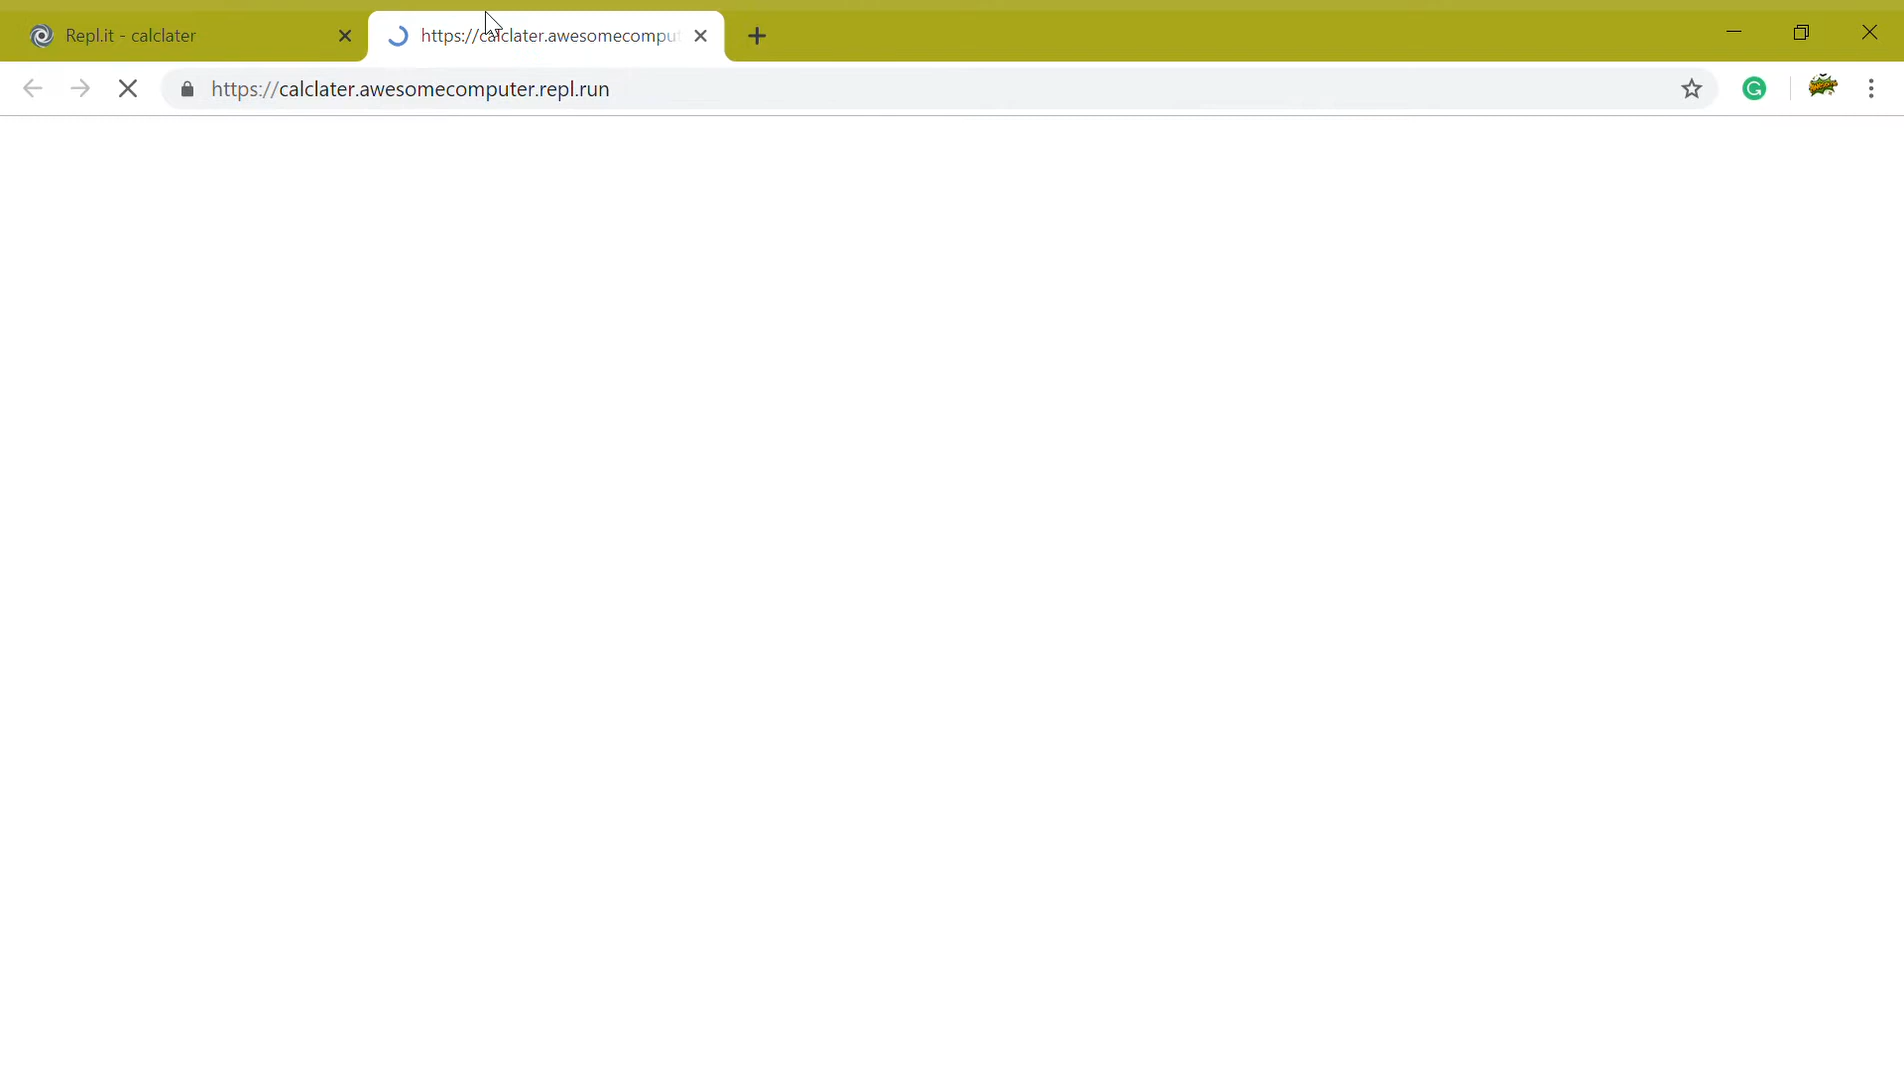 Repl.it - calclater
https://calclater.awesomecomput
https://calclater.awesomecomputer.repl.run